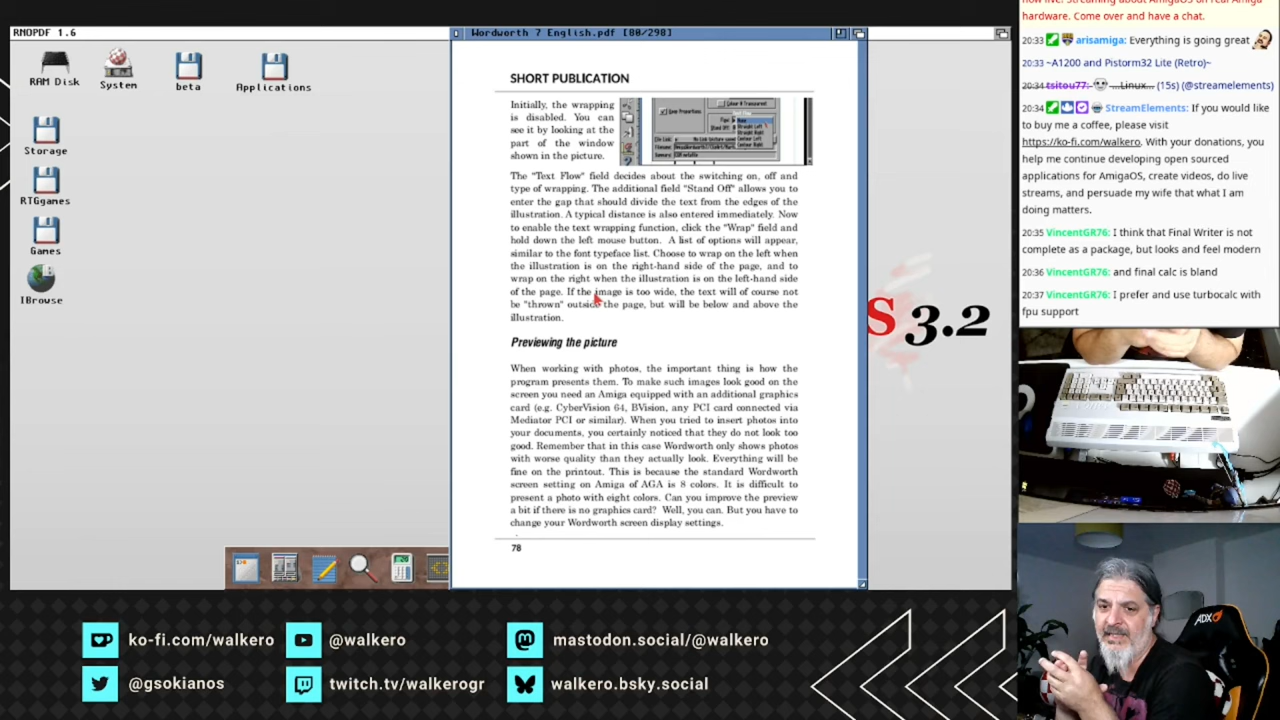 RNOPDF 1.6
Wordworth 7 English.pdf [80/298]
RAM Disk
System
beta
Applications
Storage
RTGgames
Games
IBrowse
SHORT PUBLICATION
Initially, the wrapping
is disabled. You can
see it by looking at the
part of the window
shown in the picture.
The "Text Flow" field decides about the switching on, off and
type of wrapping. The additional field "Stand Off" allows you to
enter the gap that should divide the text from the edges of the
illustration. A typical distance is also entered immediately. Now
to enable the text wrapping function, click the "Wrap" field and
hold down the left mouse button. A list of options will appear,
similar to the font typeface list. Choose to wrap on the left when
the illustration is on the right-hand side of the page, and to
wrap on the right when the illustration is on the left-hand side
of the page. If the image is too wide, the text will of course not
be "thrown" outside the page, but will be below and above the
illustration.
Previewing the picture
When working with photos, the important thing is how the
program presents them. To make such images look good on the
screen you need an Amiga equipped with an additional graphics
card (e.g. CyberVision 64, BVision, any PCI card connected via
Mediator PCI or similar). When you tried to insert photos into
your documents, you certainly noticed that they do not look too
good. Remember that in this case Wordworth only shows photos
with worse quality than they actually look. Everything will be
fine on the printout. This is because the standard Wordworth
screen setting on Amiga of AGA is 8 colors. It is difficult to
present a photo with eight colors. Can you improve the preview
a bit if there is no graphics card? Well, you can. But you have to
change your Wordworth screen display settings.
78
S 3.2
now live. Streaming about AmigaOS on real Amiga
hardware. Come over and have a chat.
20:33 arisamiga: Everything is going great
20:33 ~A1200 and Pistorm32 Lite (Retro)~
20:34 tsitou77: ...Linux... (15s) (@streamelements)
20:34 StreamElements: If you would like
to buy me a coffee, please visit
https://ko-fi.com/walkero. With your donations, you
help me continue developing open sourced
applications for AmigaOS, create videos, do live
streams, and persuade my wife that what I am
doing matters.
20:35 VincentGR76: I think that Final Writer is not
complete as a package, but looks and feel modern
20:36 VincentGR76: and final calc is bland
20:37 VincentGR76: I prefer and use turbocalc with
fpu support
ADX
ko-fi.com/walkero
@walkero
mastodon.social/@walkero
@gsokianos
twitch.tv/walkerogr
walkero.bsky.social